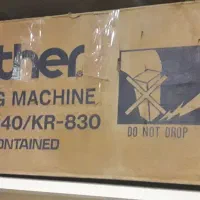 ther
G MACHINE
40/KR-830
ONTAINED
DO NOT DROP